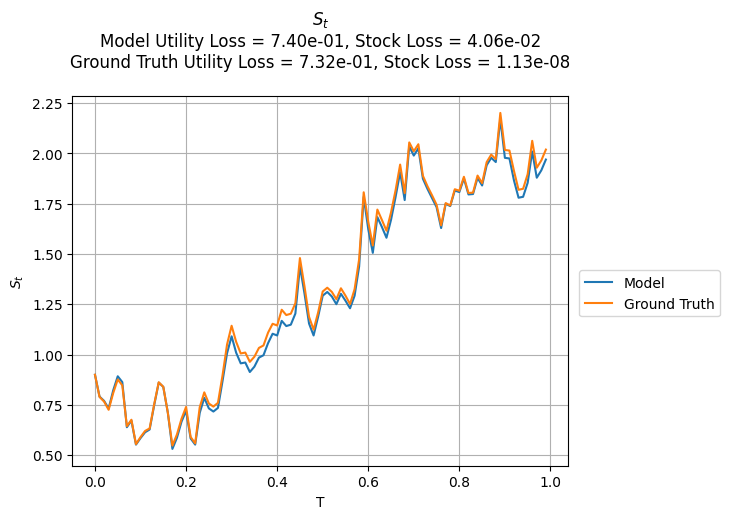 S_t
Model Utility Loss = 7.40e-01, Stock Loss = 4.06e-02
Ground Truth Utility Loss = 7.32e-01, Stock Loss = 1.13e-08
2.25
2.00
1.75
1.50
1.25
1.00
0.75
0.50
S_t
0.0 0.2 0.4 0.6 0.8 1.0
T
Model
Ground Truth